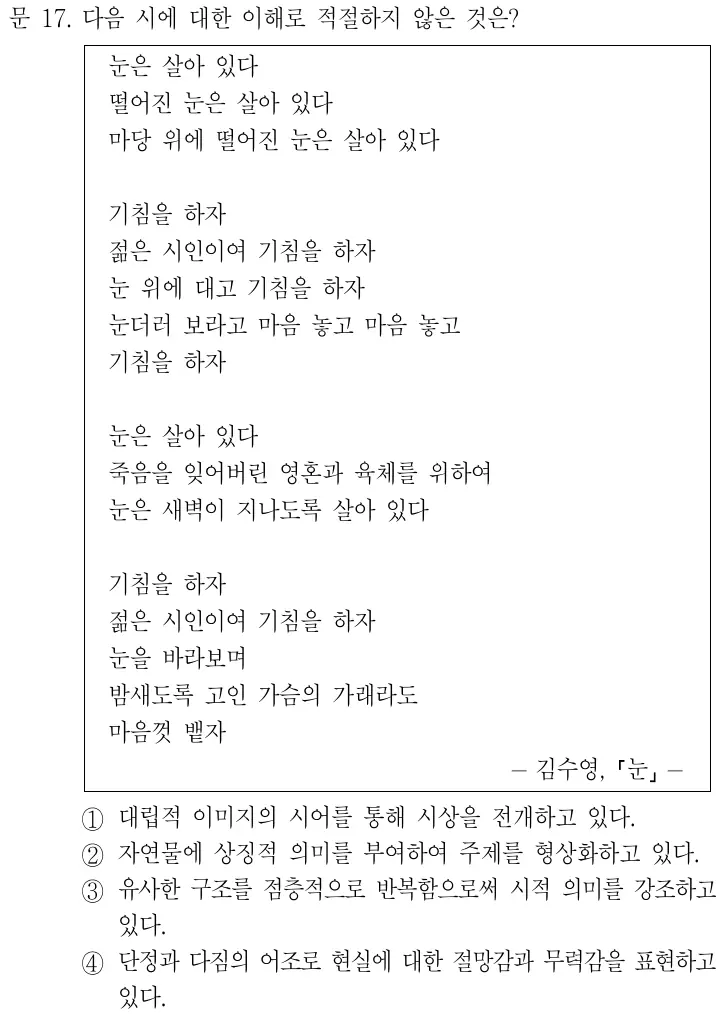 문 17. 다음 시에 대한 이해로 적절하지 않은 것은?
눈은 살아 있다
떨어진 눈은 살아 있다
마당 위에 떨어진 눈은 살아 있다
기침을 하자
젊은 시인이여 기침을 하자
눈 위에 대고 기침을 하자
눈더러 보라고 마음 놓고 마음 놓고
기침을 하자
눈은 살아 있다
죽음을 잊어버린 영혼과 육체를 위하여
눈은 새벽이 지나도록 살아 있다
기침을 하자
젊은 시인이여 기침을 하자
눈을 바라보며
밤새도록 고인 가슴의 가래라도
마음껏 뱉자
– 김수영, 「눈」 –
① 대립적 이미지의 시어를 통해 시상을 전개하고 있다.
② 자연물에 상징적 의미를 부여하여 주제를 형상화하고 있다.
③ 유사한 구조를 점층적으로 반복함으로써 시적 의미를 강조하고
있다.
④ 단정과 다짐의 어조로 현실에 대한 절망감과 무력감을 표현하고
있다.